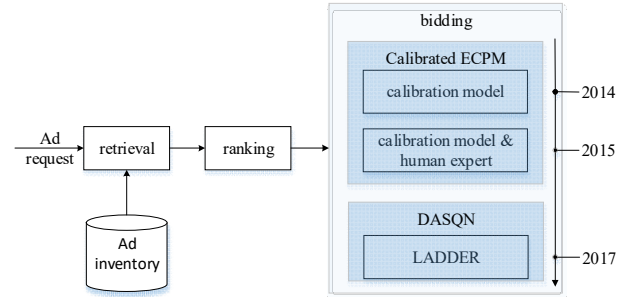 bidding
Calibrated ECPM
calibration model
2014
Ad
request
retrieval
ranking
calibration model &
human expert
2015
Ad
inventory
DASQN
LADDER
2017